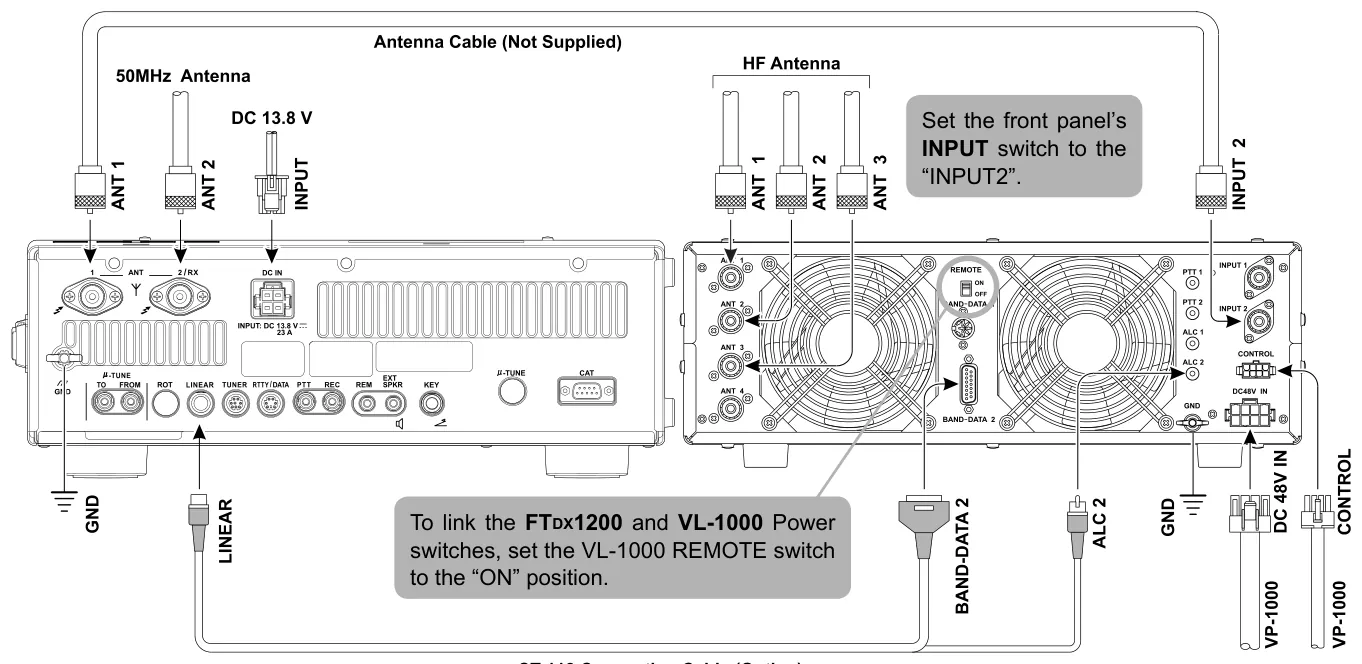 Antenna Cable (Not Supplied)
50MHz Antenna
HF Antenna
DC 13.8 V
Set the front panel's
INPUT switch to the
“INPUT2”.
ANT 1
ANT 2
INPUT
ANT 1
ANT 2
ANT 3
INPUT 2
1 ANT 2/RX
DC IN
INPUT: DC 13.8 V
23 A
GND
μ-TUNE
TO FROM
ROT
LINEAR
TUNER
RTTY/DATA
PTT
REC
REM
EXT
SPKR
KEY
μ-TUNE
CAT
ANT 2
ANT 3
ANT 4
REMOTE
ON
OFF
BAND-DATA 2
PTT 1
PTT 2
ALC 1
ALC 2
GND
INPUT 1
INPUT 2
CONTROL
DC48V IN
GND
LINEAR
To link the FTDX1200 and VL-1000 Power
switches, set the VL-1000 REMOTE switch
to the “ON” position.
BAND-DATA 2
ALC 2
GND
DC 48V IN
CONTROL
VP-1000
VP-1000